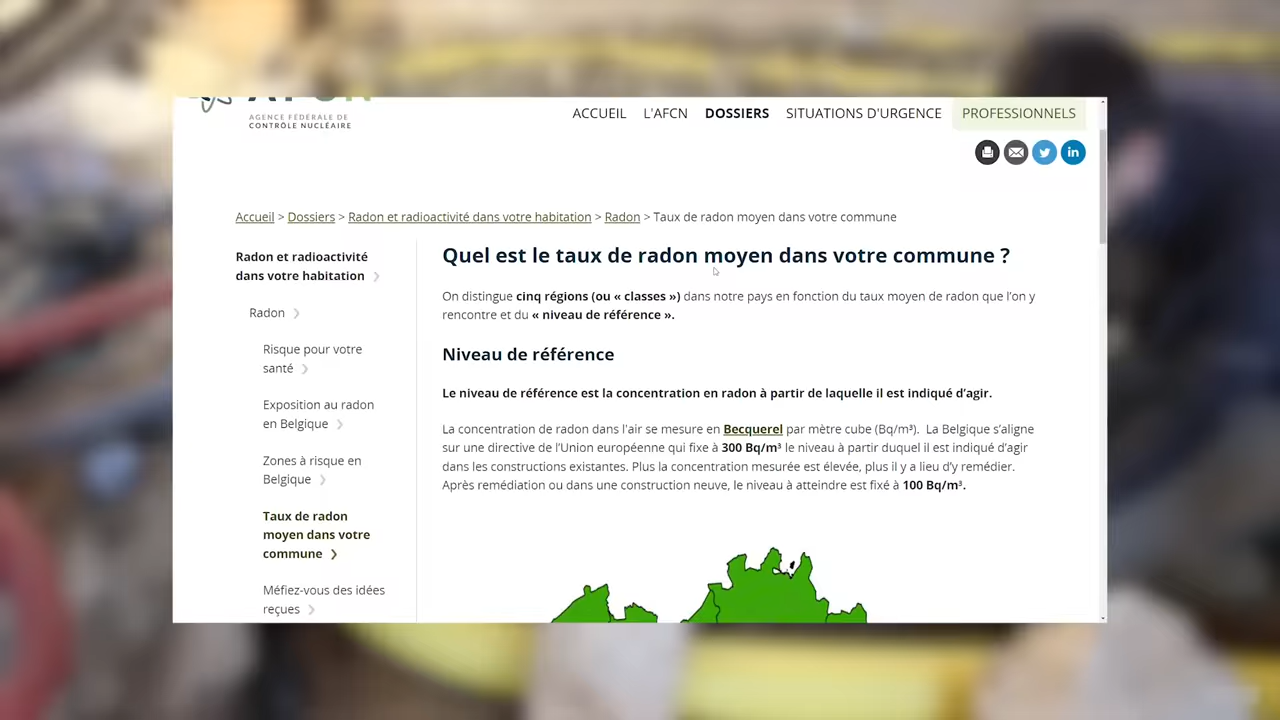 AGENCE FÉDÉRALE DE
CONTRÔLE NUCLÉAIRE
ACCUEIL L'AFCN DOSSIERS SITUATIONS D'URGENCE PROFESSIONNELS
Accueil > Dossiers > Radon et radioactivité dans votre habitation > Radon > Taux de radon moyen dans votre commune
Radon et radioactivité
dans votre habitation
Radon
Risque pour votre
santé
Exposition au radon
en Belgique
Zones à risque en
Belgique
Taux de radon
moyen dans votre
commune
Méfiez-vous des idées
reçues
Quel est le taux de radon moyen dans votre commune ?
On distingue cinq régions (ou « classes ») dans notre pays en fonction du taux moyen de radon que l'on y
rencontre et du « niveau de référence ».
Niveau de référence
Le niveau de référence est la concentration en radon à partir de laquelle il est indiqué d'agir.
La concentration de radon dans l'air se mesure en Becquerel par mètre cube (Bq/m³). La Belgique s'aligne
sur une directive de l'Union européenne qui fixe à 300 Bq/m³ le niveau à partir duquel il est indiqué d'agir
dans les constructions existantes. Plus la concentration mesurée est élevée, plus il y a lieu d'y remédier.
Après remédiation ou dans une construction neuve, le niveau à atteindre est fixé à 100 Bq/m³.